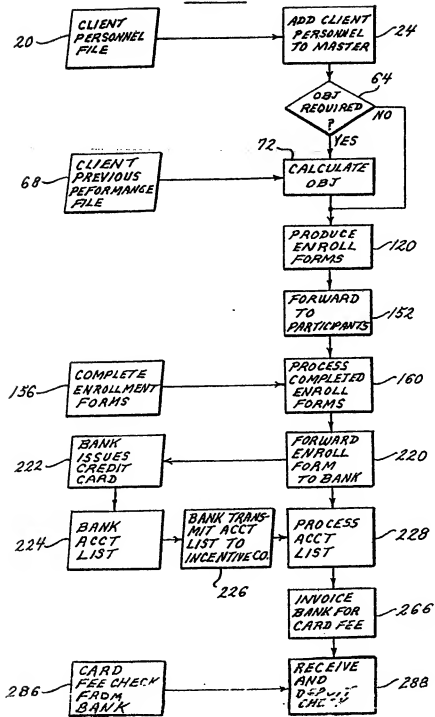 20
CLIENT
PERSONNEL
FILE
ADD CLIENT
PERSONNEL
TO MASTER
24
OBJ
REQUIRED
?
64
NO
YES
68
CLIENT
PREVIOUS
PEFORMANCE
FILE
72
CALCULATE
OBJ
PRODUCE
ENROLL
FORMS
120
FORWARD
TO
PARTICIPANTS
152
156
COMPLETE
ENROLLMENT
FORMS
PROCESS
COMPLETED
ENROLL
FORMS
160
222
BANK
ISSUES
CREDIT
CARD
FORWARD
ENROLL
FORM
TO BANK
220
224
BANK
ACCT
LIST
BANK TRANS-
MIT ACCT
LIST TO
INCENTIVE CO.
226
PROCESS
ACCT
LIST
228
INVOICE
BANK FOR
CARD FEE
266
286
CARD
FEE CHECK
FROM
BANK
RECEIVE
AND
DEPOSIT
CHECK
288